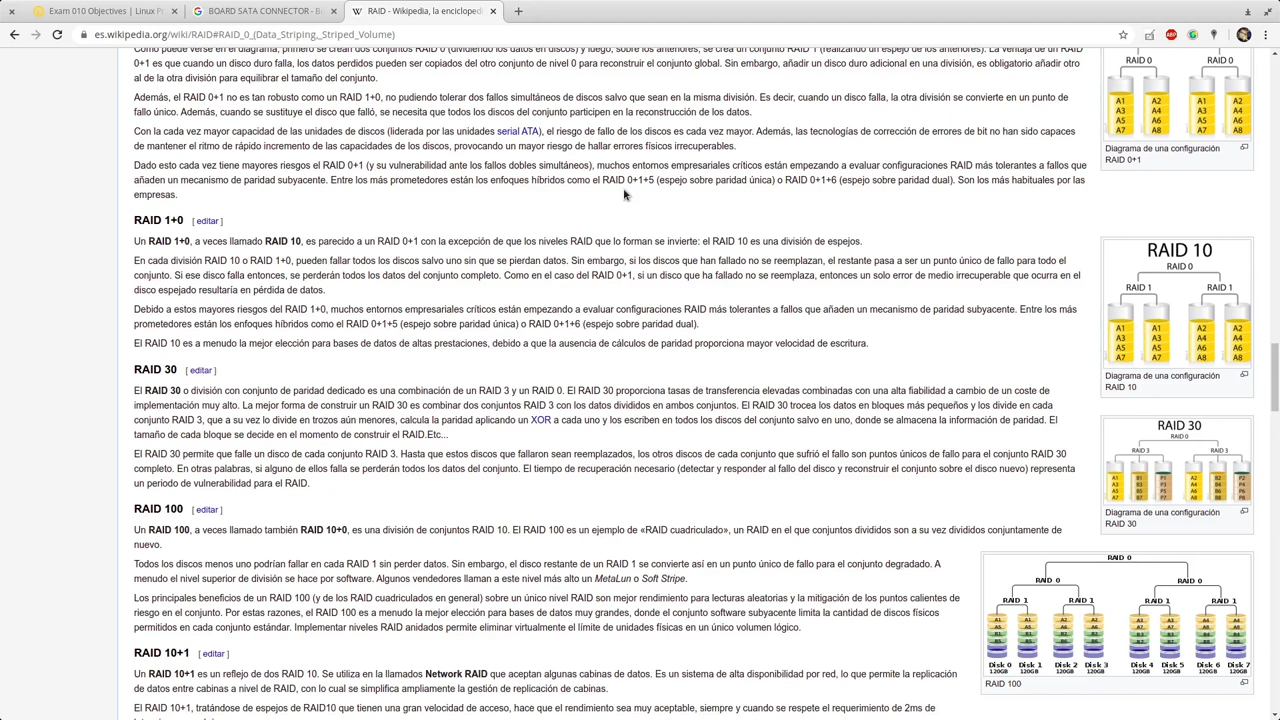 Exam 010 Objectives | Linux P
BOARD SATA CONNECTOR - B
RAID - Wikipedia, la encicloped
es.wikipedia.org/wiki/RAID#RAID_0_(Data_Striping,_Striped_Volume)
Como puede verse en el diagrama, primero se crean dos conjuntos RAID 0 (dividiendo los datos en discos) y luego, sobre los anteriores, se crea un conjunto RAID 1 (realizando un espejo de los anteriores). La ventaja de un RAID
0+1 es que cuando un disco duro falla, los datos perdidos pueden ser copiados del otro conjunto de nivel 0 para reconstruir el conjunto global. Sin embargo, añadir un disco duro adicional en una división, es obligatorio añadir otro
al de la otra división para equilibrar el tamaño del conjunto.
Además, el RAID 0+1 no es tan robusto como un RAID 1+0, no pudiendo tolerar dos fallos simultáneos de discos salvo que sean en la misma división. Es decir, cuando un disco falla, la otra división se convierte en un punto de
fallo único. Además, cuando se sustituye el disco que falló, se necesita que todos los discos del conjunto participen en la reconstrucción de los datos.
Con la cada vez mayor capacidad de las unidades de discos (liderada por las unidades serial ATA), el riesgo de fallo de los discos es cada vez mayor. Además, las tecnologías de corrección de errores de bit no han sido capaces
de mantener el ritmo de rápido incremento de las capacidades de los discos, provocando un mayor riesgo de hallar errores físicos irrecuperables.
Dado esto cada vez tiene mayores riesgos el RAID 0+1 (y su vulnerabilidad ante los fallos dobles simultáneos), muchos entornos empresariales críticos están empezando a evaluar configuraciones RAID más tolerantes a fallos que
añaden un mecanismo de paridad subyacente. Entre los más prometedores están los enfoques híbridos como el RAID 0+1+5 (espejo sobre paridad única) o RAID 0+1+6 (espejo sobre paridad dual). Son los más habituales por las
empresas.
RAID 0 RAID 0
A1 A2 A1 A2
A3 A4 A3 A4
A5 A6 A5 A6
A7 A8 A7 A8
Diagrama de una configuración
RAID 0+1
RAID 1+0 [ editar ]
Un RAID 1+0, a veces llamado RAID 10, es parecido a un RAID 0+1 con la excepción de que los niveles RAID que lo forman se invierte: el RAID 10 es una división de espejos.
En cada división RAID 10 o RAID 1+0, pueden fallar todos los discos salvo uno sin que se pierdan datos. Sin embargo, si los discos que han fallado no se reemplazan, el restante pasa a ser un punto único de fallo para todo el
conjunto. Si ese disco falla entonces, se perderán todos los datos del conjunto completo. Como en el caso del RAID 0+1, si un disco que ha fallado no se reemplaza, entonces un solo error de medio irrecuperable que ocurra en el
disco espejado resultaría en pérdida de datos.
Debido a estos mayores riesgos del RAID 1+0, muchos entornos empresariales críticos están empezando a evaluar configuraciones RAID más tolerantes a fallos que añaden un mecanismo de paridad subyacente. Entre los más
prometedores están los enfoques híbridos como el RAID 0+1+5 (espejo sobre paridad única) o RAID 0+1+6 (espejo sobre paridad dual).
El RAID 10 es a menudo la mejor elección para bases de datos de altas prestaciones, debido a que la ausencia de cálculos de paridad proporciona mayor velocidad de escritura.
RAID 10
RAID 0
RAID 1 RAID 1
A1 A1 A2 A2
A3 A3 A4 A4
A5 A5 A6 A6
A7 A7 A8 A8
Diagrama de una configuración
RAID 10
RAID 30 [ editar ]
El RAID 30 o división con conjunto de paridad dedicado es una combinación de un RAID 3 y un RAID 0. El RAID 30 proporciona tasas de transferencia elevadas combinadas con una alta fiabilidad a cambio de un coste de
implementación muy alto. La mejor forma de construir un RAID 30 es combinar dos conjuntos RAID 3 con los datos divididos en ambos conjuntos. El RAID 30 trocea los datos en bloques más pequeños y los divide en cada
conjunto RAID 3, que a su vez lo divide en trozos aún menores, calcula la paridad aplicando un XOR a cada uno y los escriben en todos los discos del conjunto salvo en uno, donde se almacena la información de paridad. El
tamaño de cada bloque se decide en el momento de construir el RAID.Etc...
El RAID 30 permite que falle un disco de cada conjunto RAID 3. Hasta que estos discos que fallaron sean reemplazados, los otros discos de cada conjunto que sufrió el fallo son puntos únicos de fallo para el conjunto RAID 30
completo. En otras palabras, si alguno de ellos falla se perderán todos los datos del conjunto. El tiempo de recuperación necesario (detectar y responder al fallo del disco y reconstruir el conjunto sobre el disco nuevo) representa
un periodo de vulnerabilidad para el RAID.
RAID 30
RAID 0
RAID 3 RAID 3
Diagrama de una configuración
RAID 30
RAID 100 [ editar ]
Un RAID 100, a veces llamado también RAID 10+0, es una división de conjuntos RAID 10. El RAID 100 es un ejemplo de «RAID cuadriculado», un RAID en el que conjuntos divididos son a su vez divididos conjuntamente de
nuevo.
Todos los discos menos uno podrían fallar en cada RAID 1 sin perder datos. Sin embargo, el disco restante de un RAID 1 se convierte así en un punto único de fallo para el conjunto degradado. A
menudo el nivel superior de división se hace por software. Algunos vendedores llaman a este nivel más alto un MetaLun o Soft Stripe.
Los principales beneficios de un RAID 100 (y de los RAID cuadriculados en general) sobre un único nivel RAID son mejor rendimiento para lecturas aleatorias y la mitigación de los puntos calientes de
riesgo en el conjunto. Por estas razones, el RAID 100 es a menudo la mejor elección para bases de datos muy grandes, donde el conjunto software subyacente limita la cantidad de discos físicos
permitidos en cada conjunto estándar. Implementar niveles RAID anidados permite eliminar virtualmente el límite de unidades físicas en un único volumen lógico.
RAID 0
RAID 0 RAID 0
RAID 1 RAID 1 RAID 1 RAID 1
Disk 0 Disk 1 Disk 2 Disk 3 Disk 4 Disk 5 Disk 6 Disk 7
120GB 120GB 120GB 120GB 120GB 120GB 120GB 120GB
RAID 100
RAID 10+1 [ editar ]
Un RAID 10+1 es un reflejo de dos RAID 10. Se utiliza en la llamados Network RAID que aceptan algunas cabinas de datos. Es un sistema de alta disponibilidad por red, lo que permite la replicación
de datos entre cabinas a nivel de RAID, con lo cual se simplifica ampliamente la gestión de replicación de cabinas.
El RAID 10+1, tratándose de espejos de RAID10 que tienen una gran velocidad de acceso, hace que el rendimiento sea muy aceptable, siempre y cuando se respete el requerimiento de 2ms de